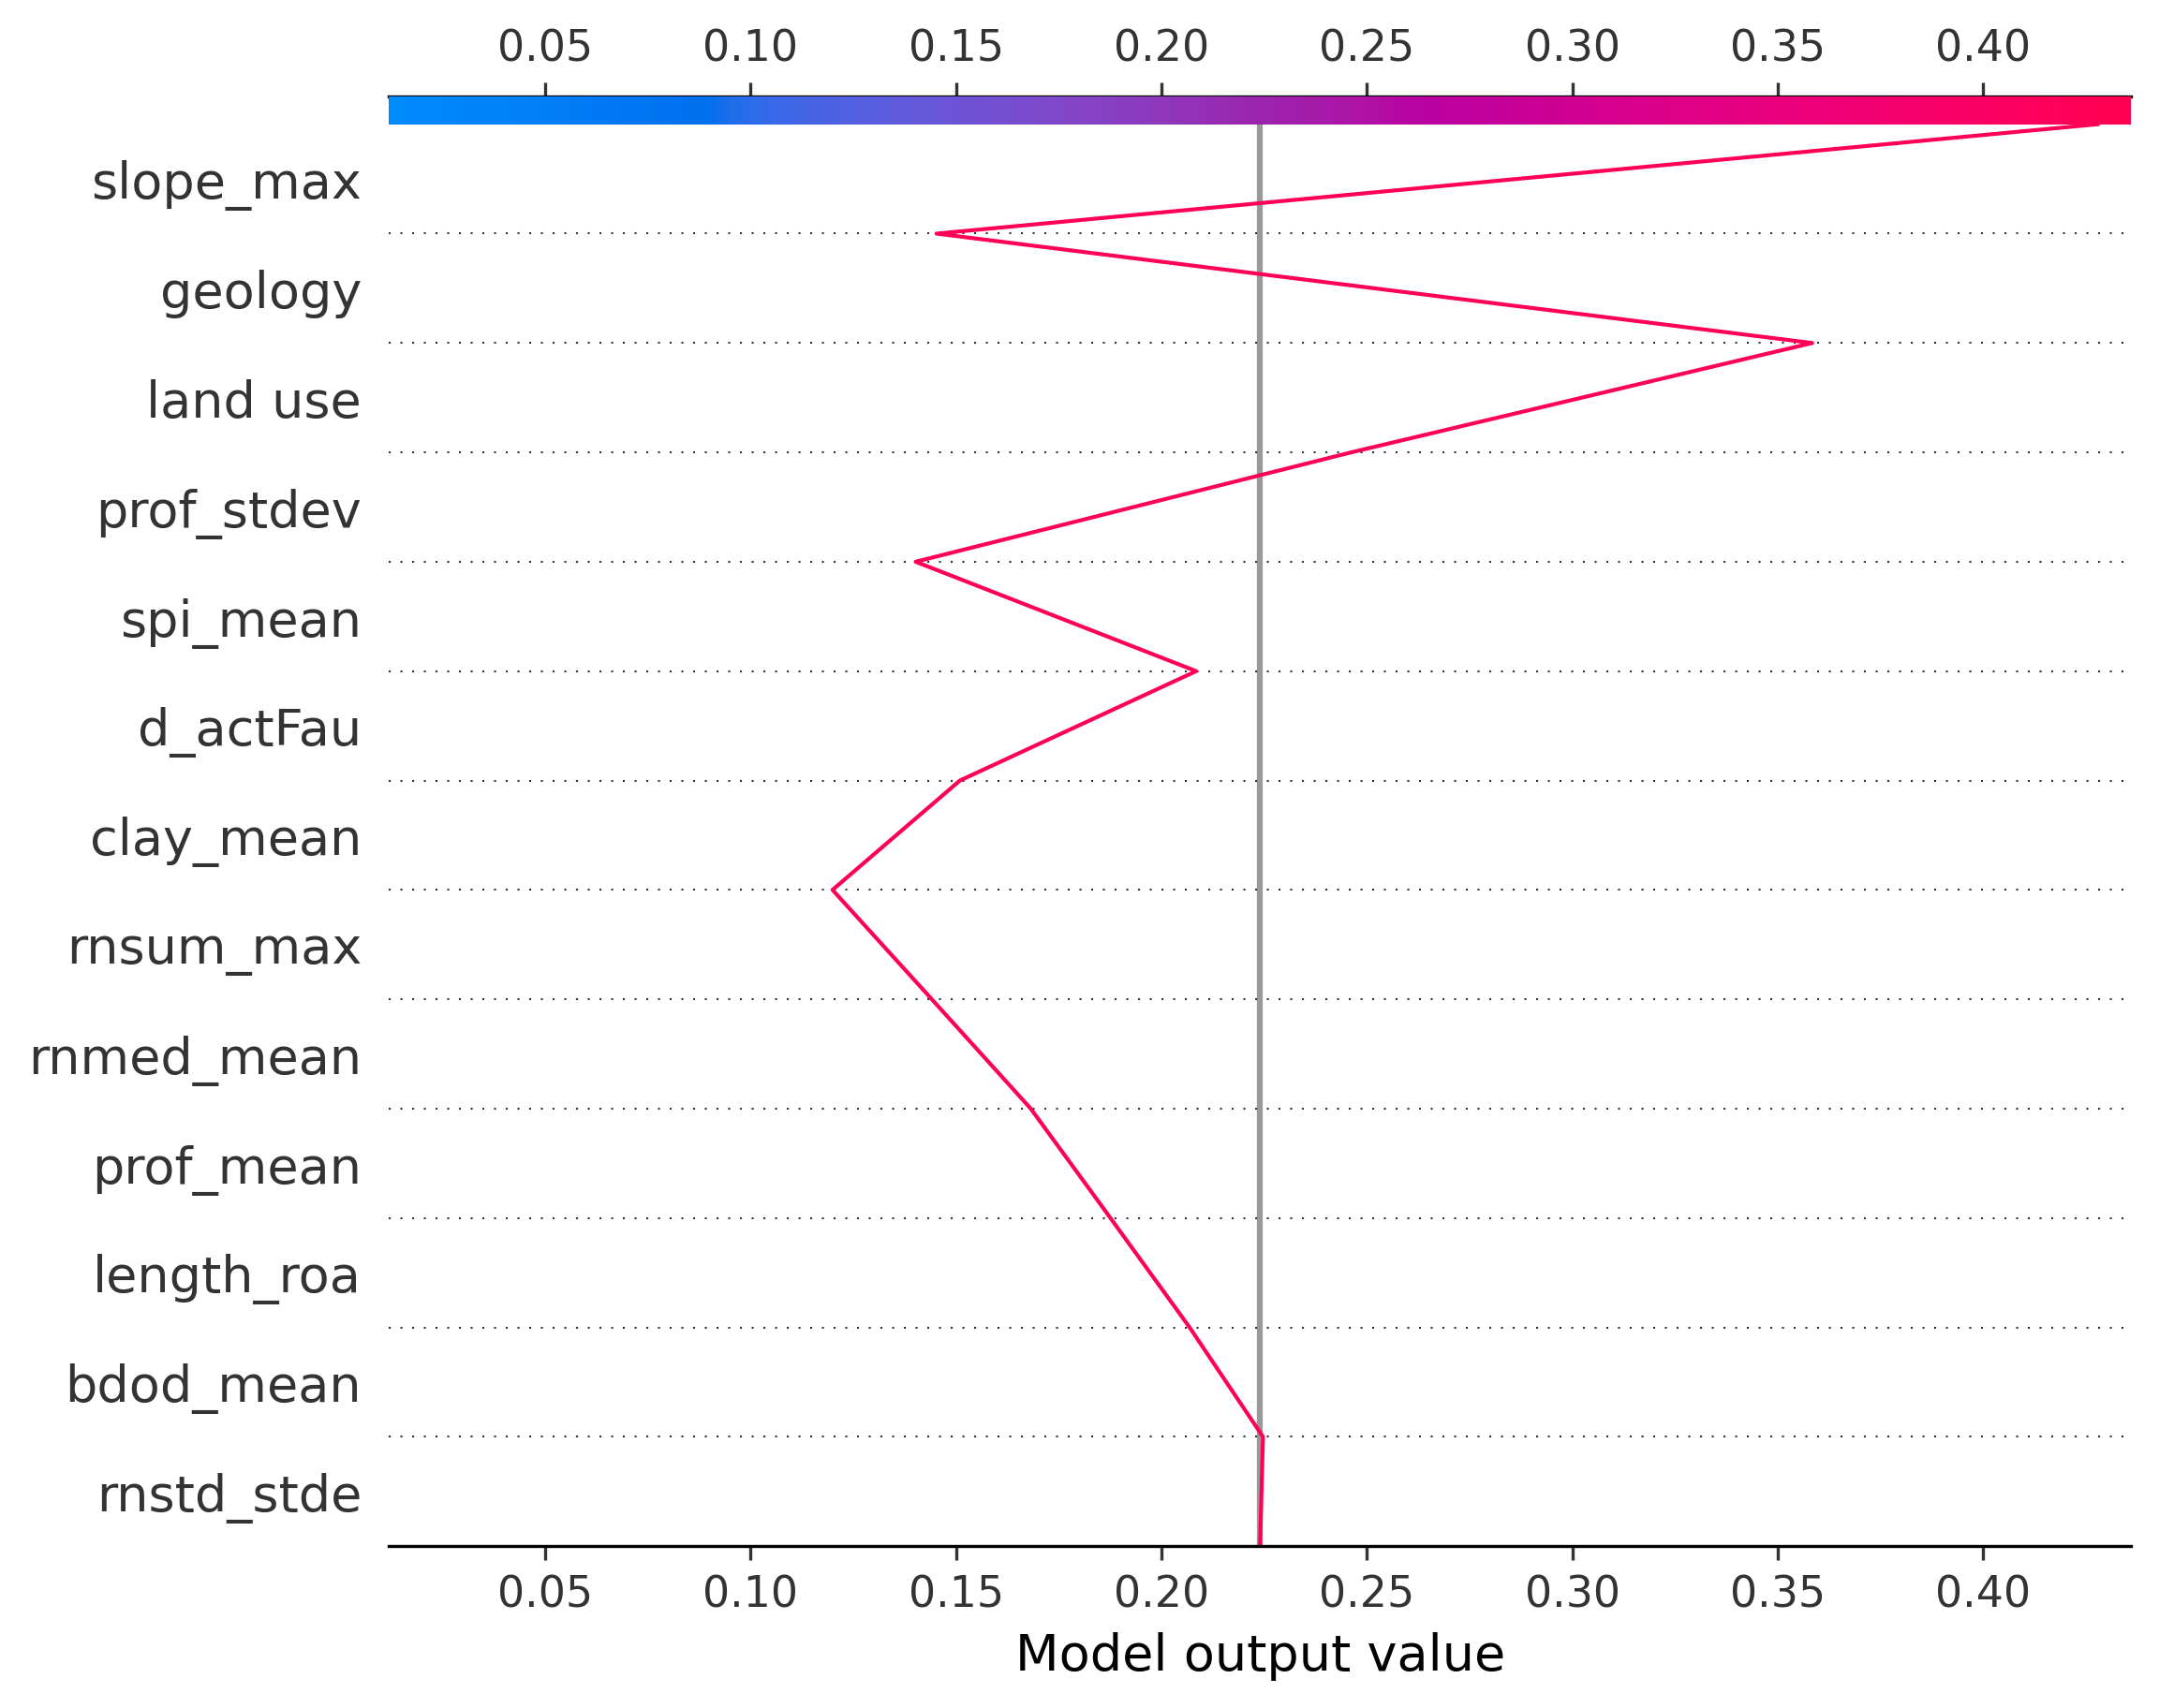 0.05 0.10 0.15 0.20 0.25 0.30 0.35 0.40
slope_max
geology
land use
prof_stdev
spi_mean
d_actFau
clay_mean
rnsum_max
rnmed_mean
prof_mean
length_roa
bdod_mean
rnstd_stde
0.05 0.10 0.15 0.20 0.25 0.30 0.35 0.40
Model output value